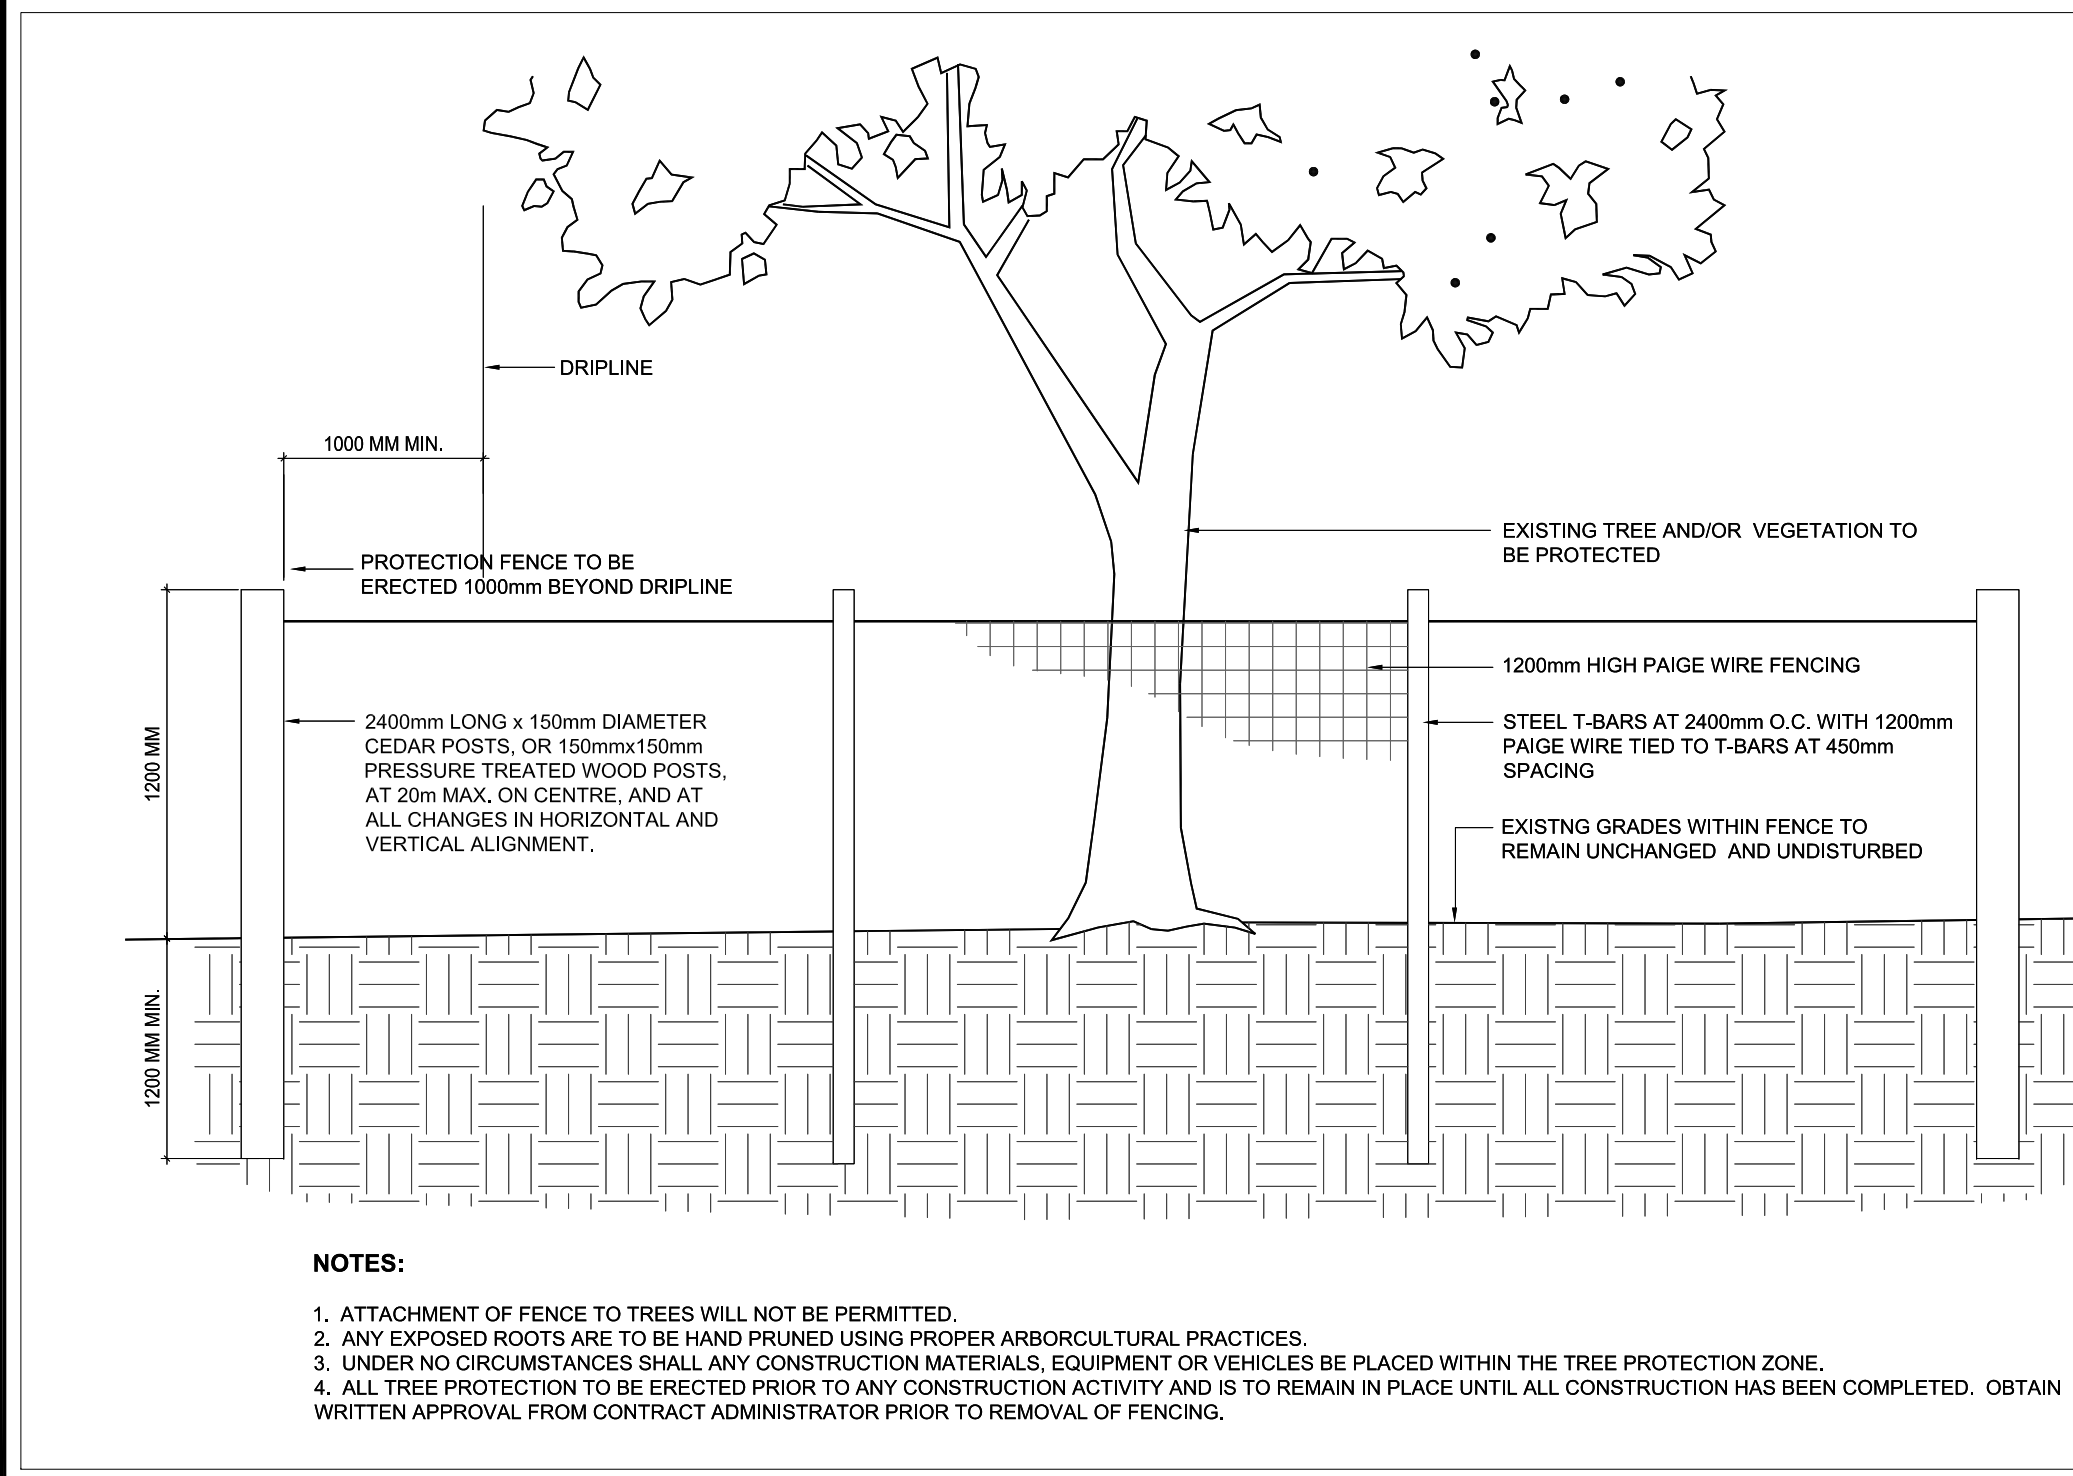 DRIPLINE
1000 MM MIN.
PROTECTION FENCE TO BE
ERECTED 1000mm BEYOND DRIPLINE
EXISTING TREE AND/OR VEGETATION TO
BE PROTECTED
1200mm HIGH PAIGE WIRE FENCING
2400mm LONG x 150mm DIAMETER
CEDAR POSTS, OR 150mmx150mm
PRESSURE TREATED WOOD POSTS,
AT 20m MAX. ON CENTRE, AND AT
ALL CHANGES IN HORIZONTAL AND
VERTICAL ALIGNMENT.
STEEL T-BARS AT 2400mm O.C. WITH 1200mm
PAIGE WIRE TIED TO T-BARS AT 450mm
SPACING
EXISTNG GRADES WITHIN FENCE TO
REMAIN UNCHANGED AND UNDISTURBED
1200 MM
1200 MM MIN.
NOTES:
1. ATTACHMENT OF FENCE TO TREES WILL NOT BE PERMITTED.
2. ANY EXPOSED ROOTS ARE TO BE HAND PRUNED USING PROPER ARBORCULTURAL PRACTICES.
3. UNDER NO CIRCUMSTANCES SHALL ANY CONSTRUCTION MATERIALS, EQUIPMENT OR VEHICLES BE PLACED WITHIN THE TREE PROTECTION ZONE.
4. ALL TREE PROTECTION TO BE ERECTED PRIOR TO ANY CONSTRUCTION ACTIVITY AND IS TO REMAIN IN PLACE UNTIL ALL CONSTRUCTION HAS BEEN COMPLETED. OBTAIN
WRITTEN APPROVAL FROM CONTRACT ADMINISTRATOR PRIOR TO REMOVAL OF FENCING.